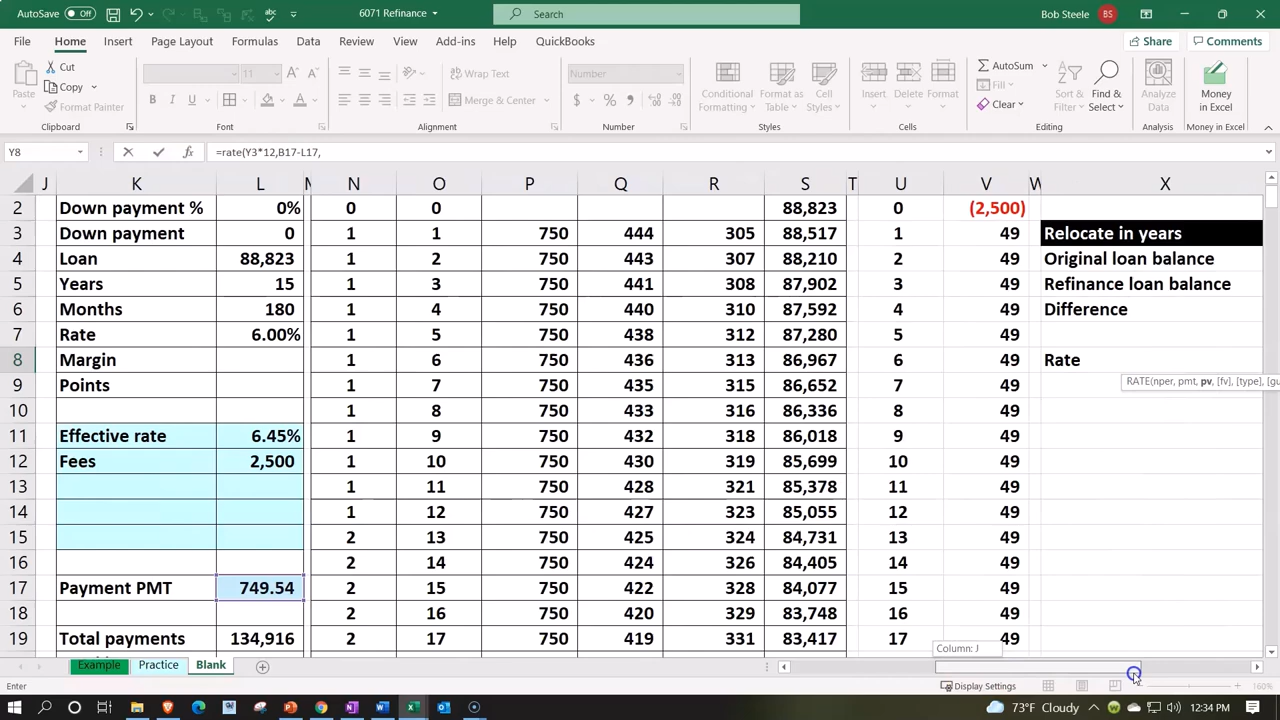 AutoSave Off 6071 Refinance Search Bob Steele BS
File Home Insert Page Layout Formulas Data Review View Add-ins Help QuickBooks Share Comments
Paste Cut Copy Format Painter
11 A A Wrap Text Merge & Center Number
B I U A $ % 9
Conditional Formatting Format as Table Cell Styles Insert Delete Format
AutoSum Fill Clear Sort & Filter Find & Select Analyze Data Money in Excel
Clipboard Font Alignment Number Styles Cells Editing Analysis Money in Excel
Y8 fx =rate(Y3*12,B17-L17,
J K L M N O P Q R S T U V W X
2 Down payment % 0% 0 0 88,823 0 (2,500)
3 Down payment 0 1 1 750 444 305 88,517 1 49 Relocate in years
4 Loan 88,823 1 2 750 443 307 88,210 2 49 Original loan balance
5 Years 15 1 3 750 441 308 87,902 3 49 Refinance loan balance
6 Months 180 1 4 750 440 310 87,592 4 49 Difference
7 Rate 6.00% 1 5 750 438 312 87,280 5 49
8 Margin 1 6 750 436 313 86,967 6 49 Rate
9 Points 1 7 750 435 315 86,652 7 49 RATE(nper, pmt, pv, [fv], [type], [gu
10 1 8 750 433 316 86,336 8 49
11 Effective rate 6.45% 1 9 750 432 318 86,018 9 49
12 Fees 2,500 1 10 750 430 319 85,699 10 49
13 1 11 750 428 321 85,378 11 49
14 1 12 750 427 323 85,055 12 49
15 2 13 750 425 324 84,731 13 49
16 2 14 750 424 326 84,405 14 49
17 Payment PMT 749.54 2 15 750 422 328 84,077 15 49
18 2 16 750 420 329 83,748 16 49
19 Total payments 134,916 2 17 750 419 331 83,417 17 49
Column: J
Example Practice Blank
Enter Display Settings 160%
73°F Cloudy 12:34 PM